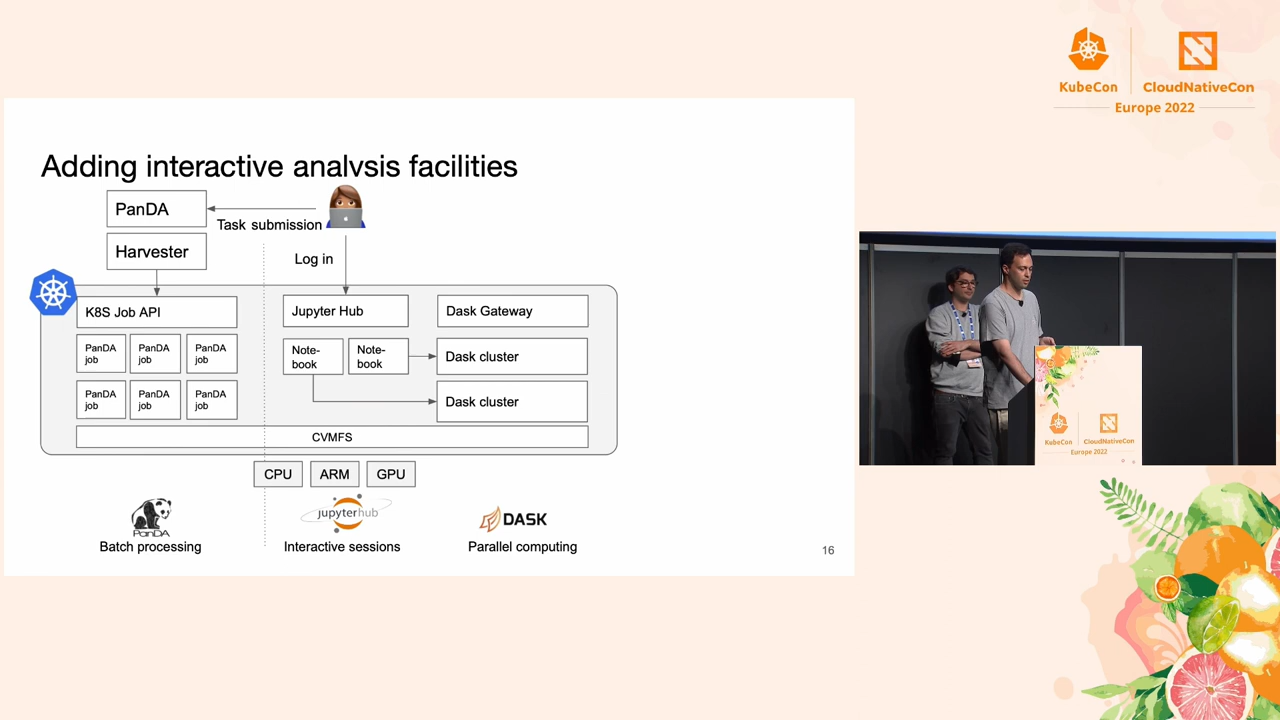 KubeCon
CloudNativeCon
Europe 2022
Adding interactive analysis facilities
PanDA
Task submission
Harvester
Log in
K8S Job API
Jupyter Hub
Dask Gateway
PanDA job
PanDA job
PanDA job
Note-
book
Note-
book
Dask cluster
PanDA job
PanDA job
PanDA job
Dask cluster
CVMFS
CPU
ARM
GPU
PanDA
jupyterhub
DASK
Batch processing
Interactive sessions
Parallel computing
16
KubeCon
CloudNativeCon
Europe 2022